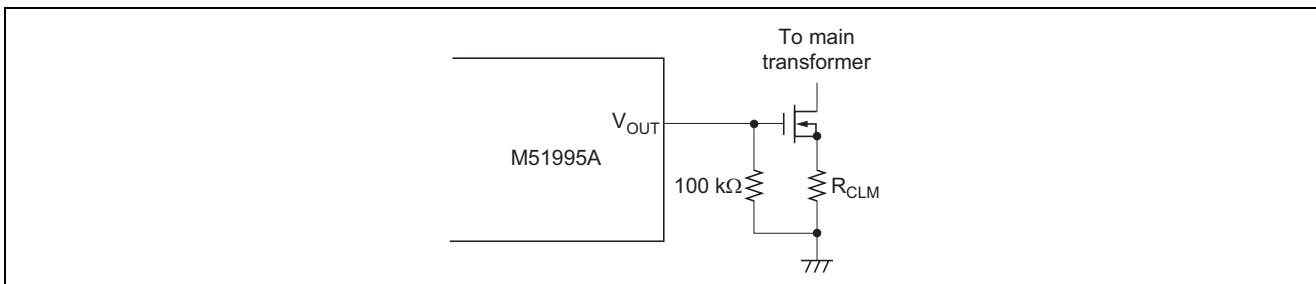 To main
transformer
VOUT
M51995A
100 kΩ
RCLM